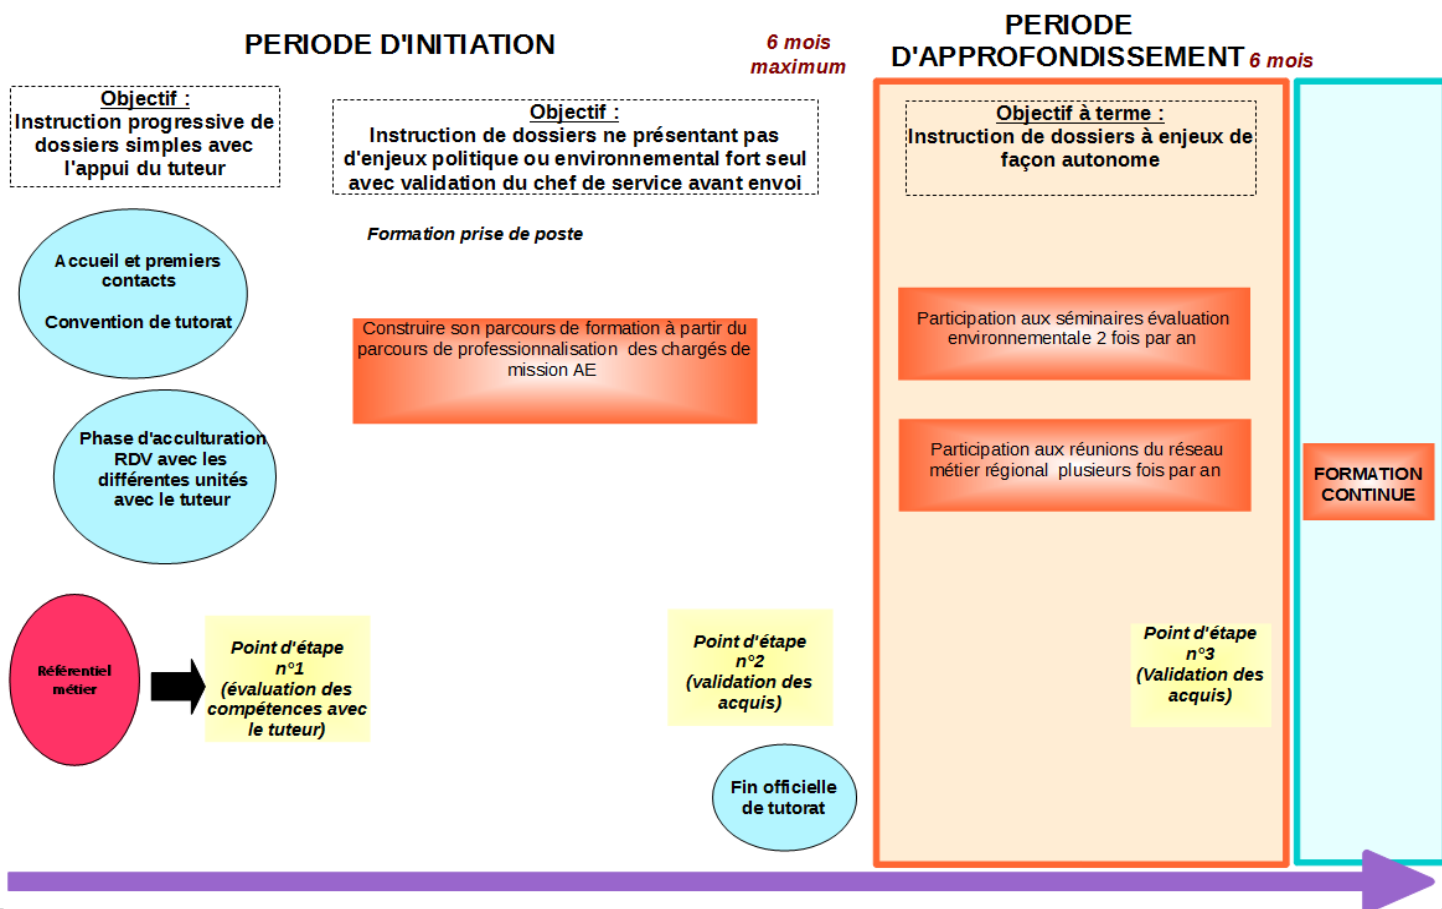 PERIODE D'INITIATION
6 mois
maximum
PERIODE
D'APPROFONDISSEMENT 6 mois
Objectif :
Instruction progressive de
dossiers simples avec
l'appui du tuteur
Objectif :
Instruction de dossiers ne présentant pas
d'enjeux politique ou environnemental fort seul
avec validation du chef de service avant envoi
Objectif à terme :
Instruction de dossiers à enjeux de
façon autonome
Formation prise de poste
Accueil et premiers
contacts
Convention de tutorat
Construire son parcours de formation à partir du
parcours de professionnalisation des chargés de
mission AE
Participation aux séminaires évaluation
environnementale 2 fois par an
Phase d'acculturation
RDV avec les
différentes unités
avec le tuteur
Participation aux réunions du réseau
métier régional plusieurs fois par an
FORMATION
CONTINUE
Référentiel
métier
Point d'étape
n°1
(évaluation des
compétences avec
le tuteur)
Point d'étape
n°2
(validation des
acquis)
Point d'étape
n°3
(Validation des
acquis)
Fin officielle
de tutorat